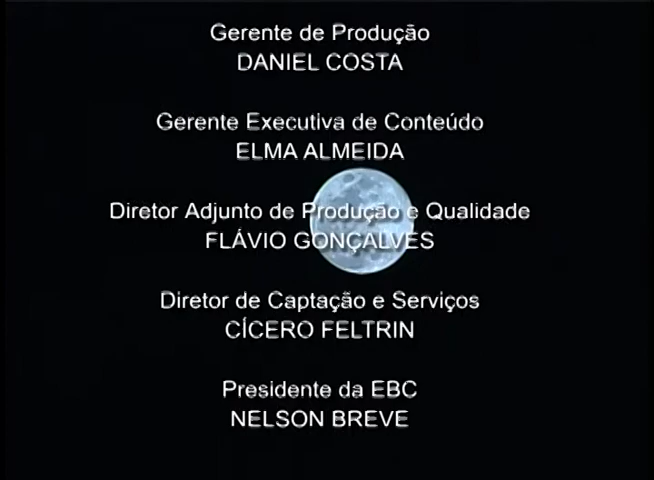 Gerente de Produção
DANIEL COSTA
Gerente Executiva de Conteúdo
ELMA ALMEIDA
Diretor Adjunto de Produção e Qualidade
FLÁVIO GONÇALVES
Diretor de Captação e Serviços
CÍCERO FELTRIN
Presidente da EBC
NELSON BREVE